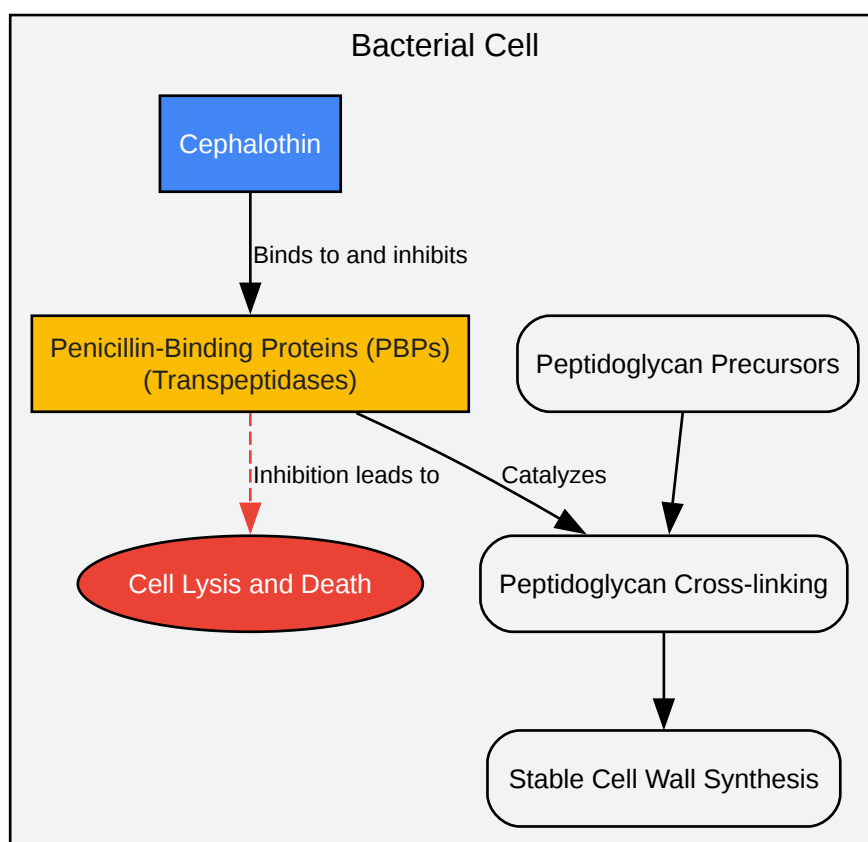 Bacterial Cell
Cephalothin
Binds to and inhibits
Penicillin-Binding Proteins (PBPs)
(Transpeptidases)
Peptidoglycan Precursors
Inhibition leads to
Catalyzes
Cell Lysis and Death
Peptidoglycan Cross-linking
Stable Cell Wall Synthesis